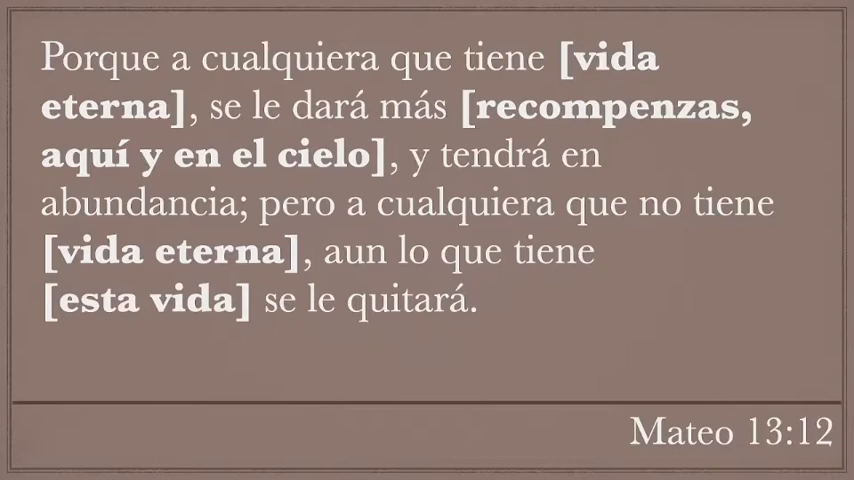 Porque a cualquiera que tiene [vida
eterna], se le dará más [recompenzas,
aquí y en el cielo], y tendrá en
abundancia; pero a cualquiera que no tiene
[vida eterna], aun lo que tiene
[esta vida] se le quitará.
Mateo 13:12